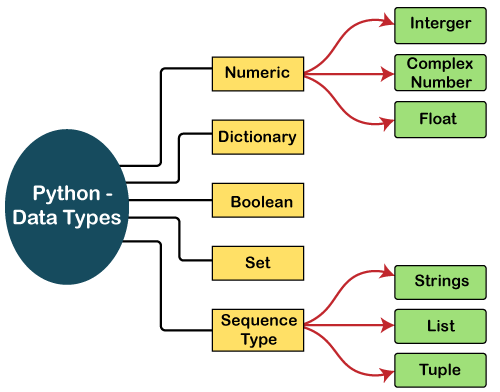 Python -
Data Types
Numeric
Dictionary
Boolean
Set
Sequence
Type
Interger
Complex
Number
Float
Strings
List
Tuple